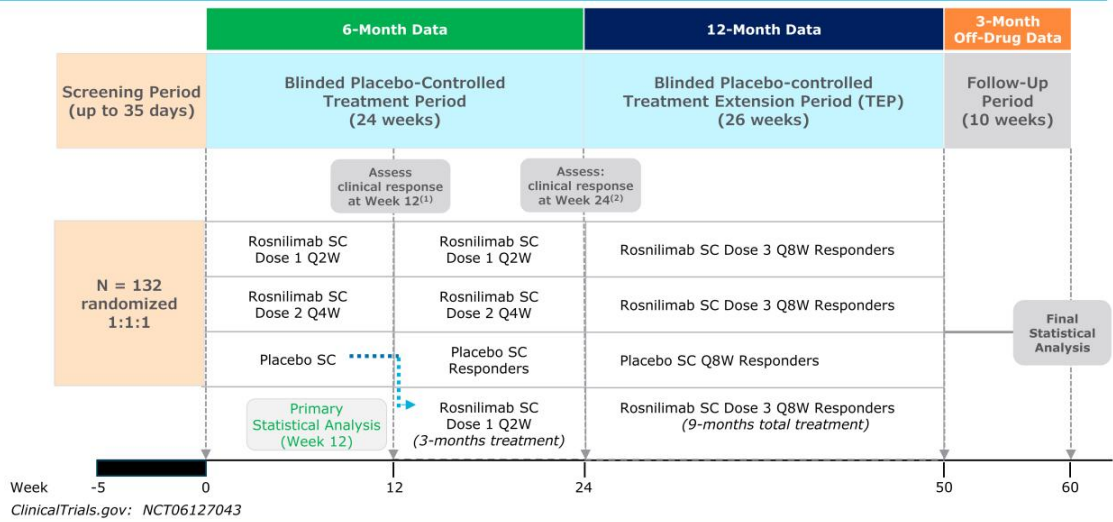 6-Month Data
12-Month Data
3-Month
Off-Drug Data
Screening Period
(up to 35 days)
Blinded Placebo-Controlled
Treatment Period
(24 weeks)
Blinded Placebo-controlled
Treatment Extension Period (TEP)
(26 weeks)
Follow-Up
Period
(10 weeks)
Assess
clinical response
at Week 12(1)
Assess:
clinical response
at Week 24(2)
N = 132
randomized
1:1:1
Rosnilimab SC
Dose 1 Q2W
Rosnilimab SC
Dose 1 Q2W
Rosnilimab SC Dose 3 Q8W Responders
Rosnilimab SC
Dose 2 Q4W
Rosnilimab SC
Dose 2 Q4W
Rosnilimab SC Dose 3 Q8W Responders
Placebo SC
Placebo SC
Responders
Placebo SC Q8W Responders
Final
Statistical
Analysis
Primary
Statistical Analysis
(Week 12)
Rosnilimab SC
Dose 1 Q2W
(3-months treatment)
Rosnilimab SC Dose 3 Q8W Responders
(9-months total treatment)
Week -5 0 12 24 50 60
ClinicalTrials.gov: NCT06127043